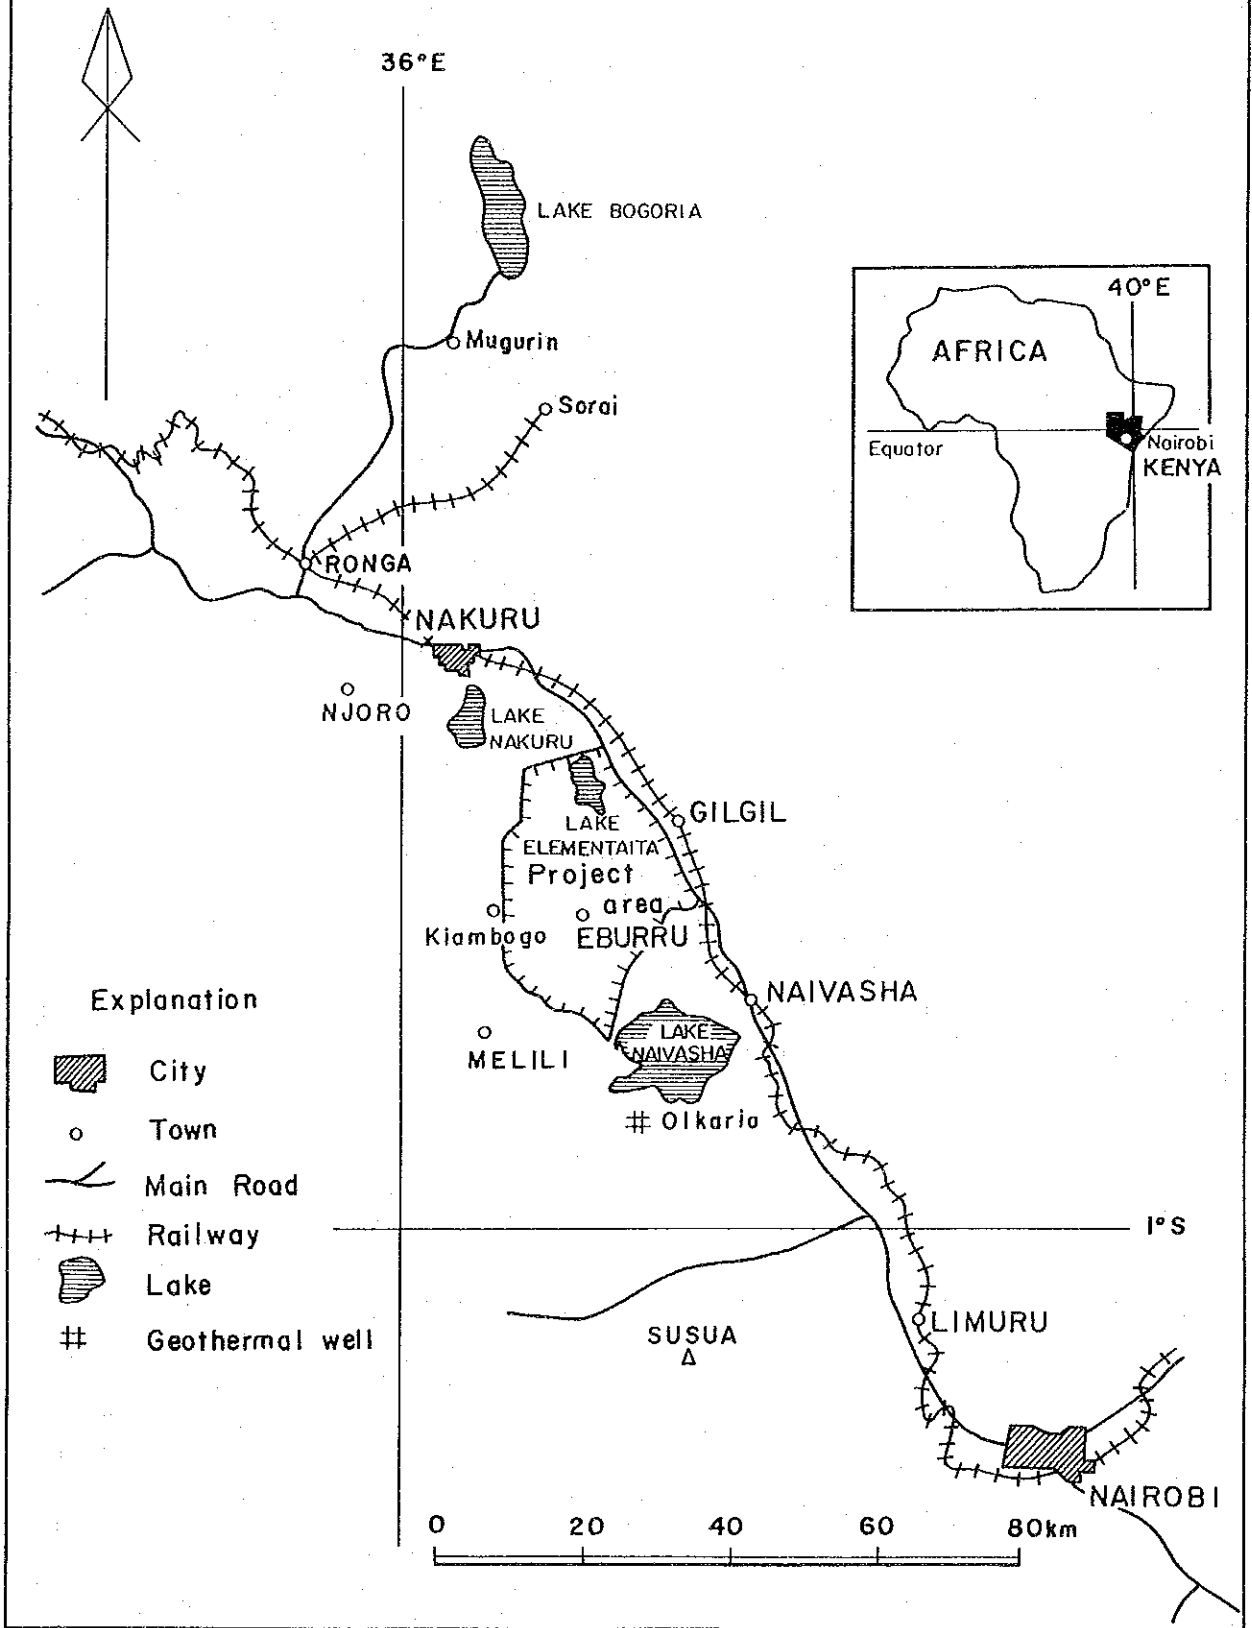 36°E
LAKE BOGORIA
40°E
AFRICA
Mugurin
Sorai
Equator
Nairobi
KENYA
RONGA
NAKURU
NJORO
LAKE
NAKURU
GILGIL
LAKE
ELEMENTAITA
Project
area
Kiambogo
EBURRU
NAIVASHA
Explanation
LAKE
NAIVASHA
MELILI
City
Olkaria
Town
Main Road
1°S
Railway
Lake
LIMURU
SUSUA
Geothermal well
NAIROBI
0 20 40 60 80km